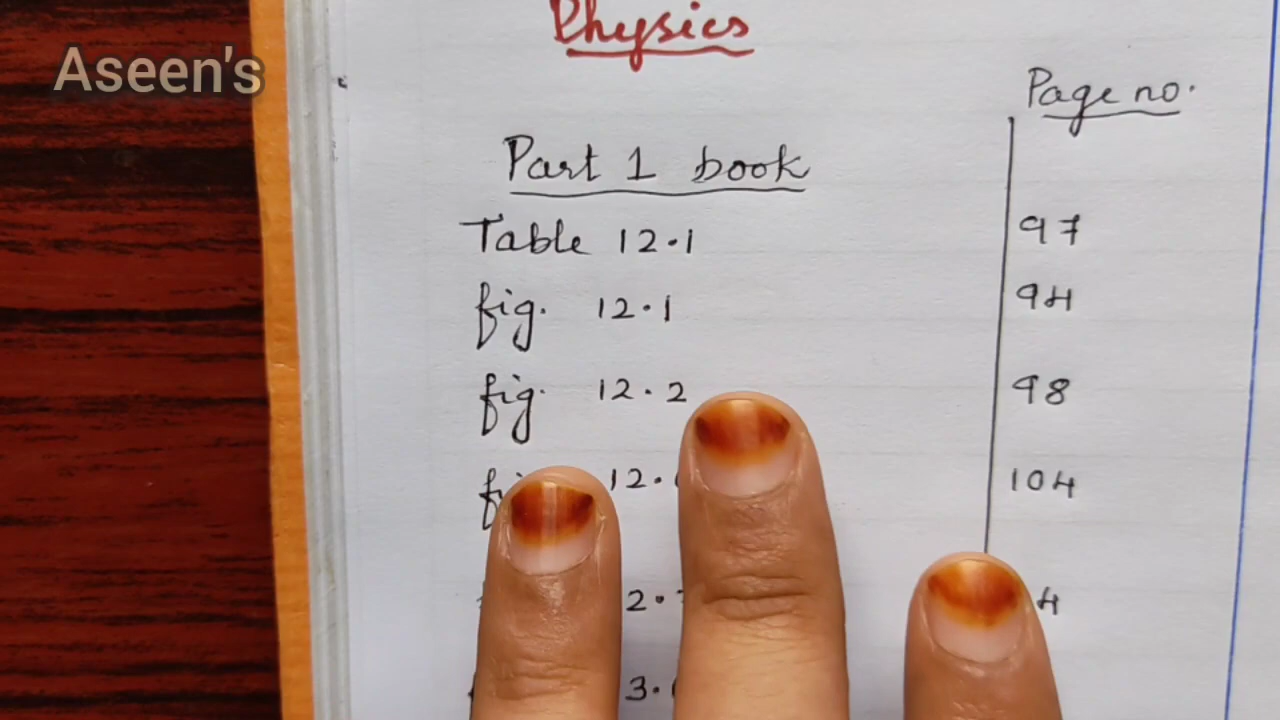 Aseen's
Physics
Page no.
Part 1 book
Table 12.1 97
fig. 12.1 94
fig. 12.2 98
12. 104